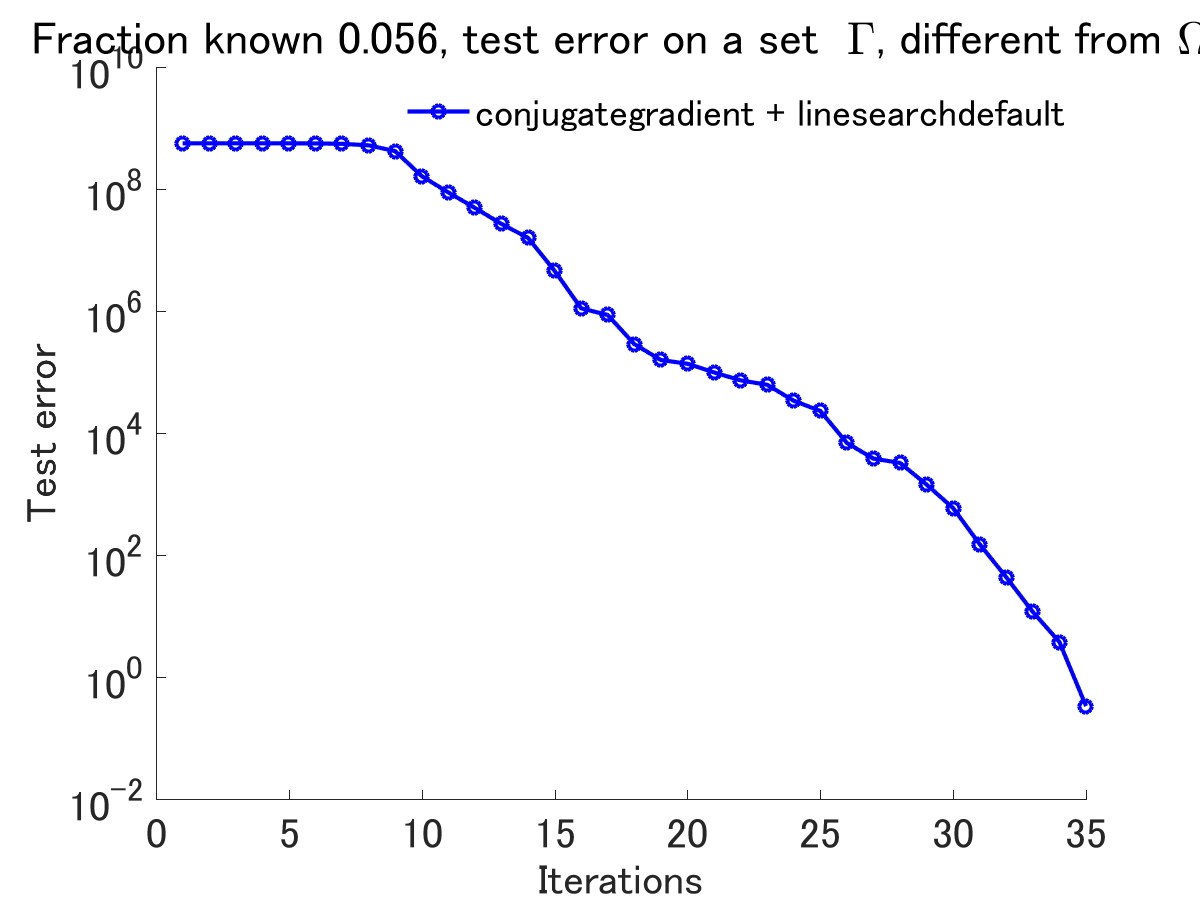 Fraction known 0.056, test error on a set Γ, different from Ω
10^10
conjugategradient + linesearchdefault
10^8
10^6
10^4
10^2
10^0
10^−2
Test error
0 5 10 15 20 25 30 35
Iterations